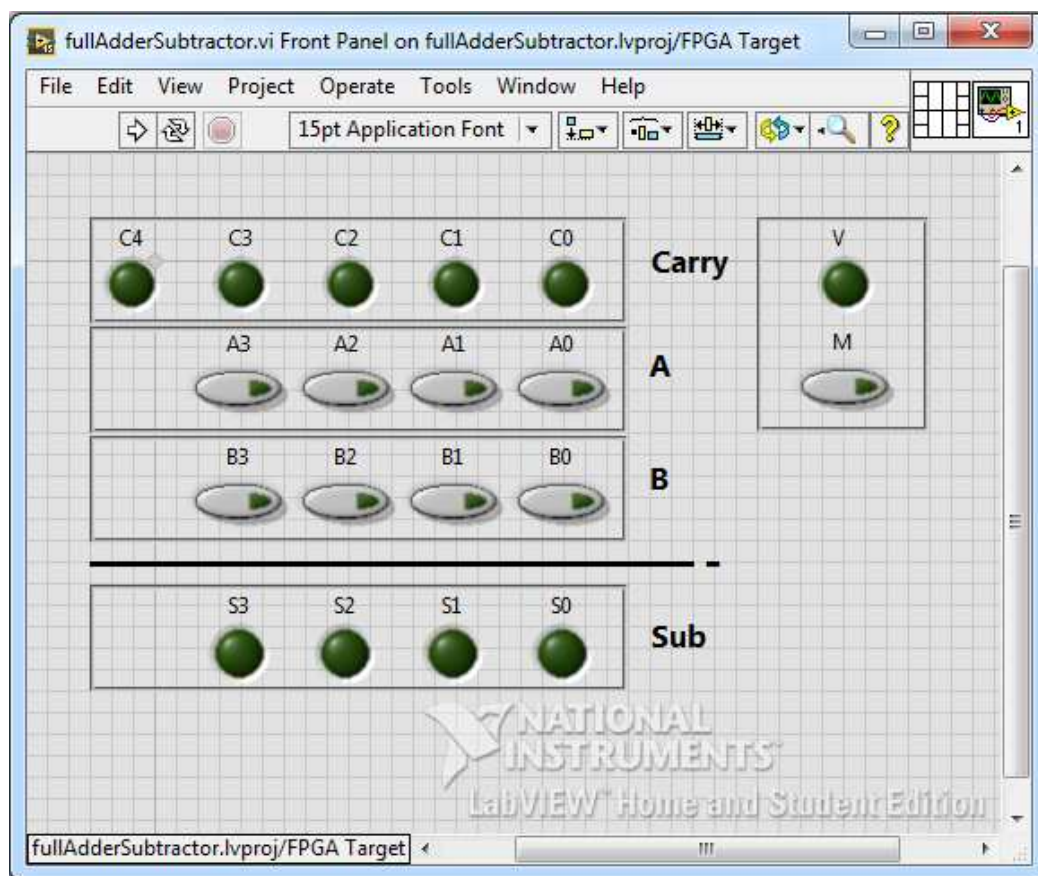 fullAdderSubtractor.vi Front Panel on fullAdderSubtractor.lvproj/FPGA Target
File Edit View Project Operate Tools Window Help
15pt Application Font
1
C4 C3 C2 C1 C0
Carry
V
A3 A2 A1 A0
A
M
B3 B2 B1 B0
B
S3 S2 S1 S0
Sub
NATIONAL
INSTRUMENTS
LabVIEW™ Home and Student Edition
fullAdderSubtractor.lvproj/FPGA Target